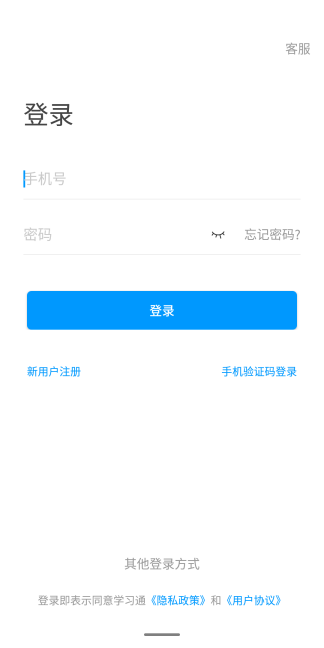 客服
登录
手机号
密码 忘记密码?
登录
新用户注册 手机验证码登录
其他登录方式
登录即表示同意学习通《隐私政策》和《用户协议》